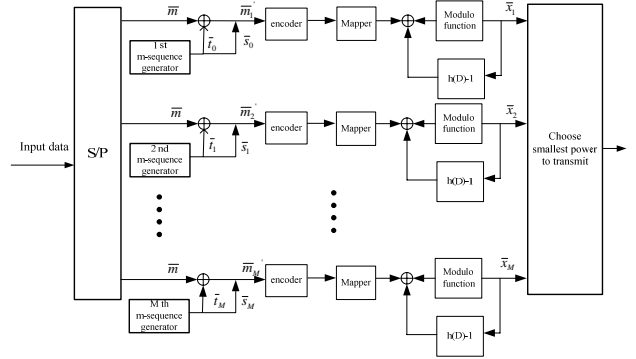 Input data
S/P
m̄
1 st
m-sequence
generator
t̄₀
s̄₀
m̄₁'
encoder
Mapper
Modulo
function
h(D)-1
x̄₁
m̄
2 nd
m-sequence
generator
t̄₁
s̄₁
m̄₂'
encoder
Mapper
Modulo
function
h(D)-1
x̄₂
m̄
M th
m-sequence
generator
t̄_M
s̄_M
m̄_M'
encoder
Mapper
Modulo
function
h(D)-1
x̄_M
Choose
smallest power
to transmit